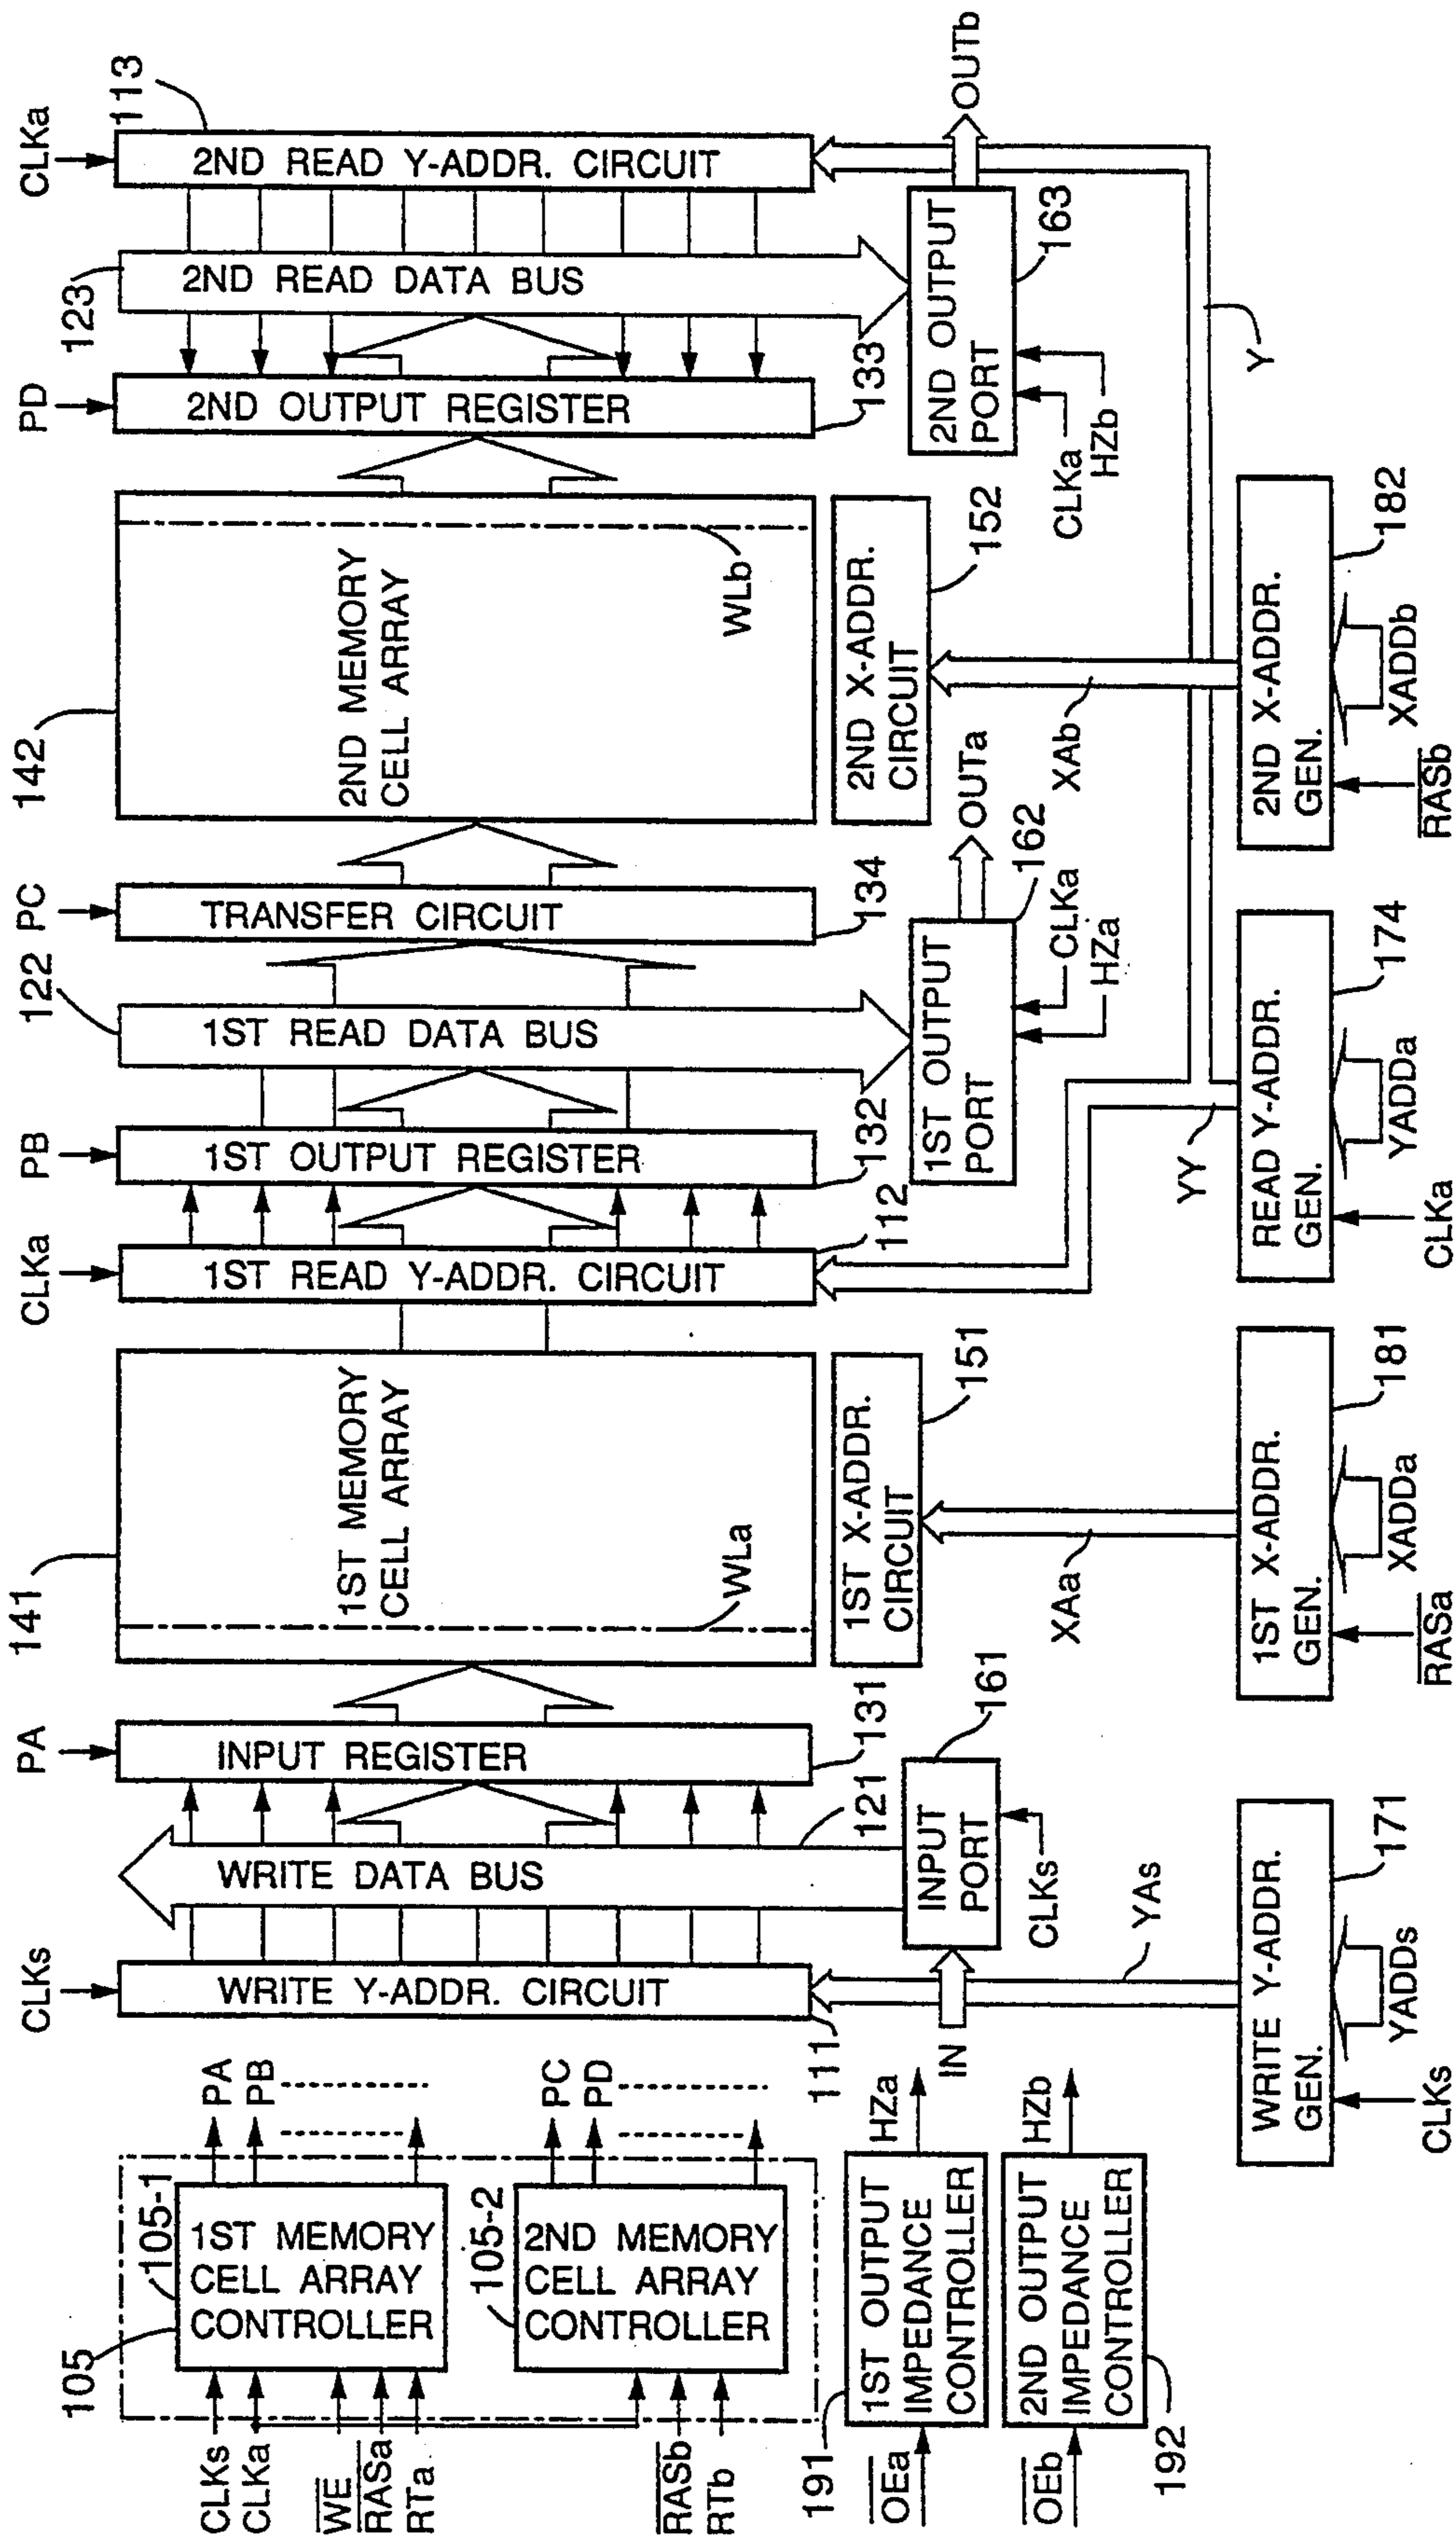 CLKs
CLKa
WE
RASa
RTa
RASb
RTb
105
105-1
1ST MEMORY
CELL ARRAY
CONTROLLER
105-2
2ND MEMORY
CELL ARRAY
CONTROLLER
PA
PB
PC
PD
OEa
191
1ST OUTPUT
IMPEDANCE
CONTROLLER
HZa
OEb
192
2ND OUTPUT
IMPEDANCE
CONTROLLER
HZb
CLKs
WRITE Y-ADDR. CIRCUIT
111
WRITE DATA BUS
121
PA
INPUT REGISTER
131
IN
INPUT
PORT
161
CLKs
YAs
WRITE Y-ADDR.
GEN.
171
CLKs
YADDs
141
1ST MEMORY
CELL ARRAY
WLa
1ST X-ADDR.
CIRCUIT
151
XAa
1ST X-ADDR.
GEN.
181
RASa
XADDa
CLKa
1ST READ Y-ADDR. CIRCUIT
112
PB
1ST OUTPUT REGISTER
132
122
1ST READ DATA BUS
PC
TRANSFER CIRCUIT
134
1ST OUTPUT
PORT
162
OUTa
HZa
CLKa
YY
READ Y-ADDR.
GEN.
174
CLKa
YADDa
142
2ND MEMORY
CELL ARRAY
WLb
2ND X-ADDR.
CIRCUIT
152
XAb
2ND X-ADDR.
GEN.
182
RASb
XADDb
PD
2ND OUTPUT REGISTER
133
123
2ND READ DATA BUS
CLKa
2ND READ Y-ADDR. CIRCUIT
113
2ND OUTPUT
PORT
163
OUTb
CLKa
HZb
Y